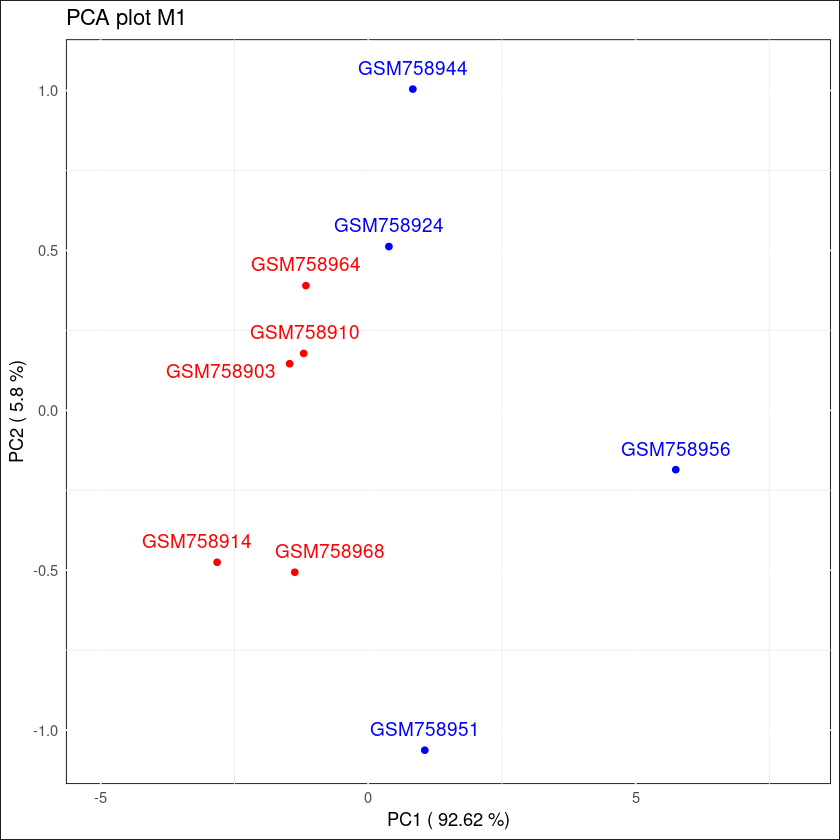 PCA plot M1
GSM758944
1.0
GSM758924
0.5
GSM758964
GSM758910
GSM758903
0.0
GSM758956
GSM758914
GSM758968
-0.5
GSM758951
-1.0
-5
0
5
PC1 ( 92.62 %)
PC2 ( 5.8 %)